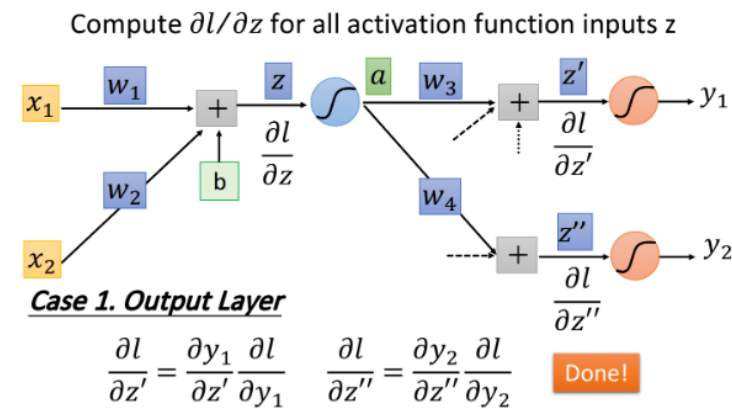 Compute ∂l/∂z for all activation function inputs z
x₁ w₁ + z a w₃ + z′ y₁
∂l/∂z ∂l/∂z′
b
w₂ w₄
x₂ + z″ y₂
∂l/∂z″
Case 1. Output Layer
∂l/∂z′ = ∂y₁/∂z′ ∂l/∂y₁ ∂l/∂z″ = ∂y₂/∂z″ ∂l/∂y₂ Done!